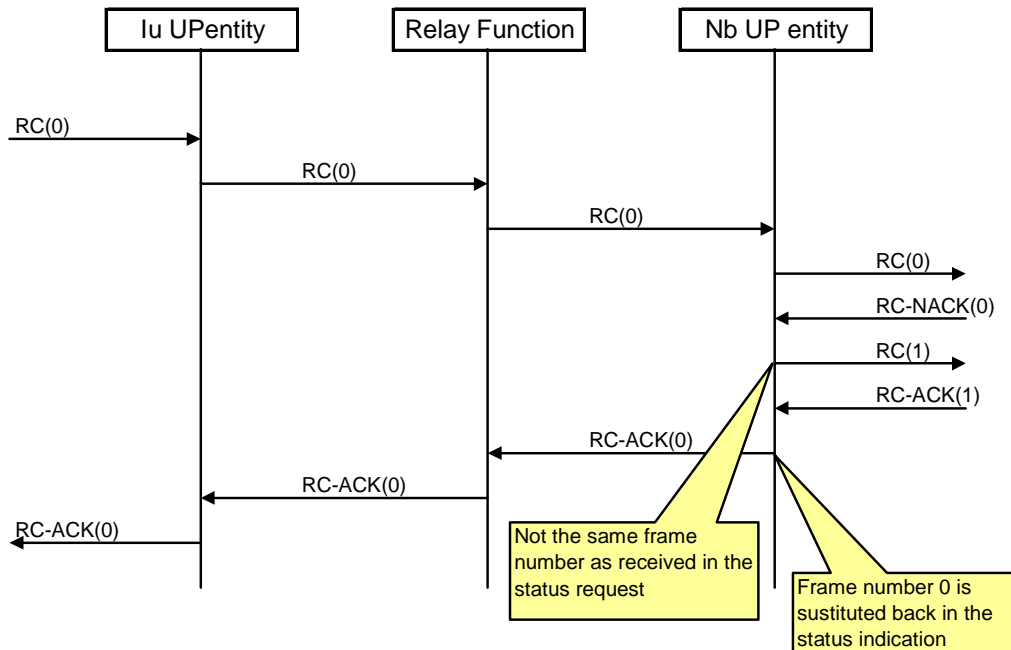 Iu UPentity
Relay Function
Nb UP entity
RC(0)
RC(0)
RC(0)
RC(0)
RC-NACK(0)
RC(1)
RC-ACK(1)
RC-ACK(0)
RC-ACK(0)
RC-ACK(0)
Not the same frame
number as received in the
status request
Frame number 0 is
sustituted back in the
status indication